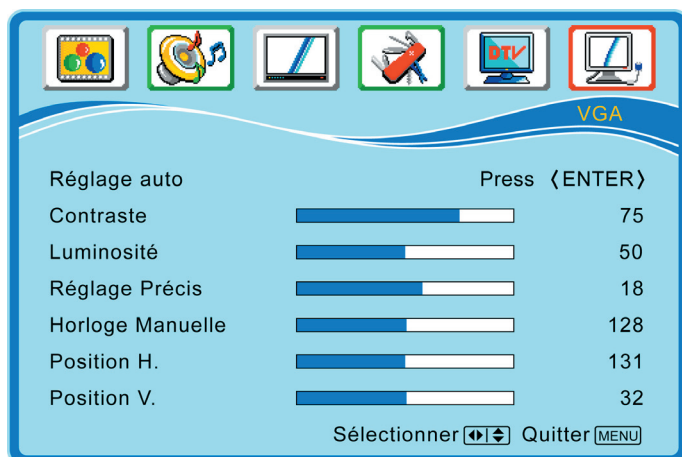 DTV
VGA
Réglage auto Press 〈ENTER〉
Contraste 75
Luminosité 50
Réglage Précis 18
Horloge Manuelle 128
Position H. 131
Position V. 32
Sélectionner Quitter MENU